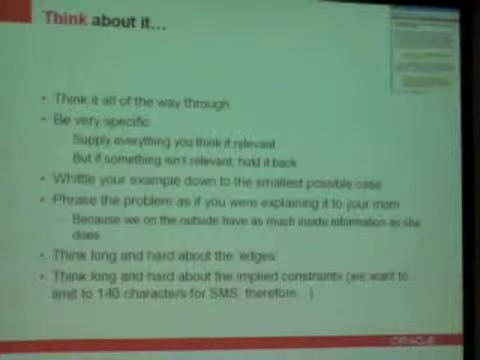 Think about it…
• Think it all of the way through
• Be very specific
Supply everything you think it relevant
But if something isn't relevant, hold it back
• Whittle your example down to the smallest possible case
• Phrase the problem as if you were explaining it to your mom
Because we on the outside have as much inside information as she
does
• Think long and hard about the 'edges'
• Think long and hard about the implied constraints (we want to
limit to 140 characters for SMS, therefore…)
ORACLE